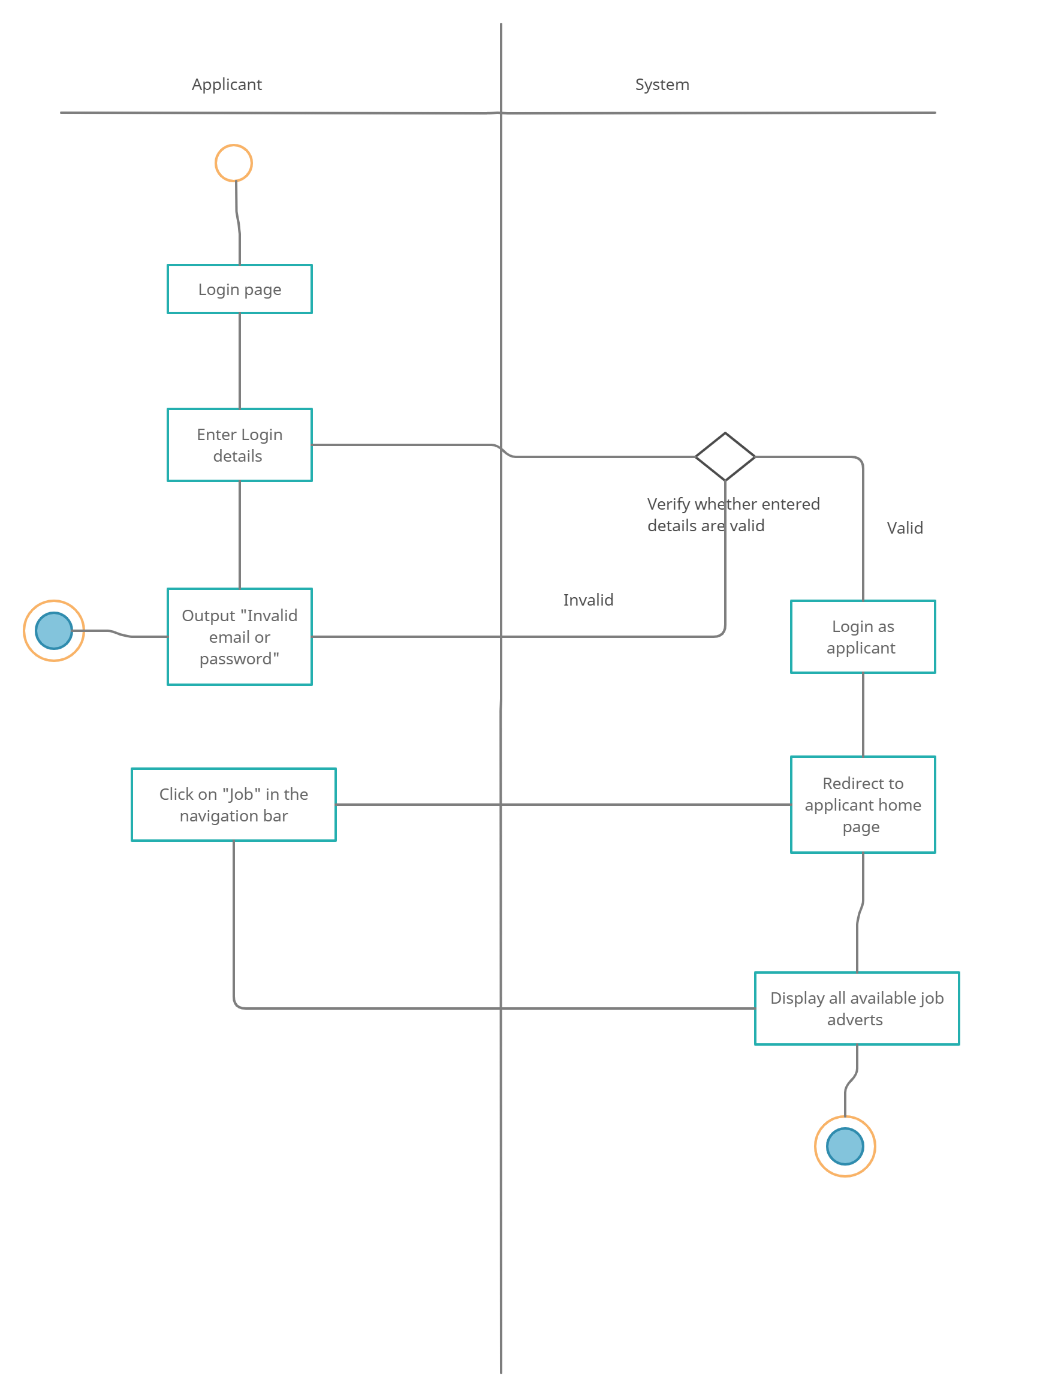 Applicant
System
Login page
Enter Login
details
Verify whether entered
details are valid
Valid
Invalid
Output "Invalid
email or
password"
Login as
applicant
Click on "Job" in the
navigation bar
Redirect to
applicant home
page
Display all available job
adverts